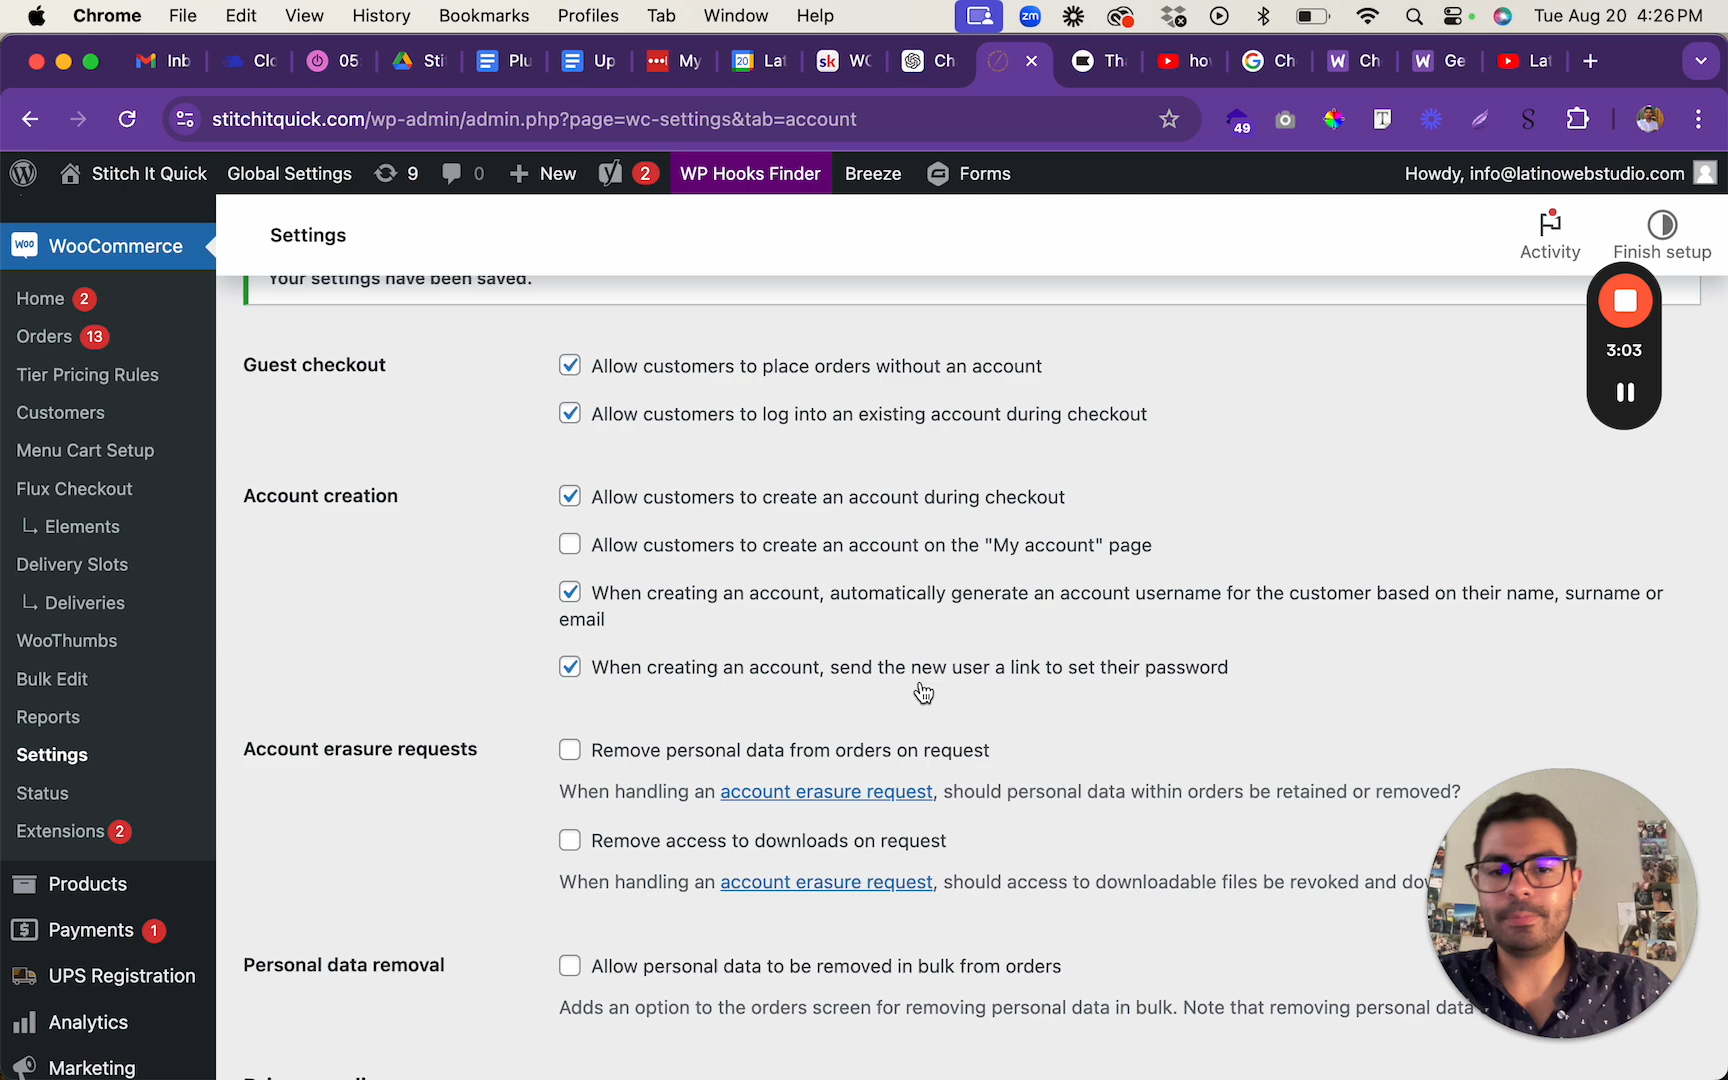 Chrome File Edit View History Bookmarks Profiles Tab Window Help zm Tue Aug 20 4:26 PM
Inb Clo 05 Sti Plu Up My 20 Lat sk WC Ch Tha hov Ch W Ch W Ge Lat
stitchitquick.com/wp-admin/admin.php?page=wc-settings&tab=account 49
Stitch It Quick Global Settings 9 0 New 2 WP Hooks Finder Breeze Forms Howdy, info@latinowebstudio.com
Woo WooCommerce
Home 2
Orders 13
Tier Pricing Rules
Customers
Menu Cart Setup
Flux Checkout
Elements
Delivery Slots
Deliveries
WooThumbs
Bulk Edit
Reports
Settings
Status
Extensions 2
Products
Payments 1
UPS Registration
Analytics
Marketing
Settings
Activity
Finish setup
3:03
Your settings have been saved.
Guest checkout
Allow customers to place orders without an account
Allow customers to log into an existing account during checkout
Account creation
Allow customers to create an account during checkout
Allow customers to create an account on the "My account" page
When creating an account, automatically generate an account username for the customer based on their name, surname or
email
When creating an account, send the new user a link to set their password
Account erasure requests
Remove personal data from orders on request
When handling an account erasure request, should personal data within orders be retained or removed?
Remove access to downloads on request
When handling an account erasure request, should access to downloadable files be revoked and dov
Personal data removal
Allow personal data to be removed in bulk from orders
Adds an option to the orders screen for removing personal data in bulk. Note that removing personal data